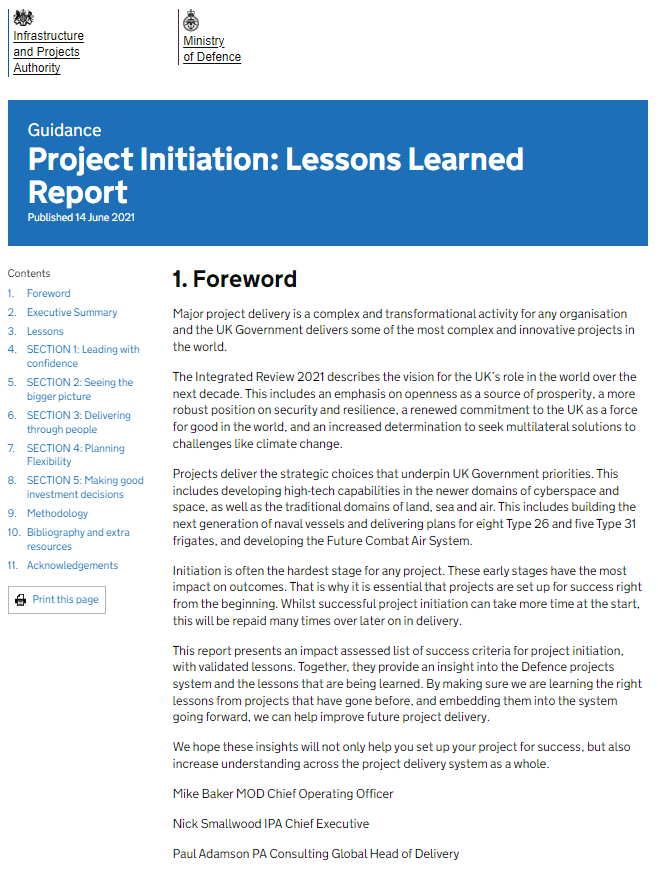 Infrastructure
and Projects
Authority
Ministry
of Defence
Guidance
Project Initiation: Lessons Learned
Report
Published 14 June 2021
Contents
1. Foreword
2. Executive Summary
3. Lessons
4. SECTION 1: Leading with
confidence
5. SECTION 2: Seeing the
bigger picture
6. SECTION 3: Delivering
through people
7. SECTION 4: Planning
Flexibility
8. SECTION 5: Making good
investment decisions
9. Methodology
10. Bibliography and extra
resources
11. Acknowledgements
Print this page
1. Foreword
Major project delivery is a complex and transformational activity for any organisation
and the UK Government delivers some of the most complex and innovative projects in
the world.
The Integrated Review 2021 describes the vision for the UK's role in the world over the
next decade. This includes an emphasis on openness as a source of prosperity, a more
robust position on security and resilience, a renewed commitment to the UK as a force
for good in the world, and an increased determination to seek multilateral solutions to
challenges like climate change.
Projects deliver the strategic choices that underpin UK Government priorities. This
includes developing high-tech capabilities in the newer domains of cyberspace and
space, as well as the traditional domains of land, sea and air. This includes building the
next generation of naval vessels and delivering plans for eight Type 26 and five Type 31
frigates, and developing the Future Combat Air System.
Initiation is often the hardest stage for any project. These early stages have the most
impact on outcomes. That is why it is essential that projects are set up for success right
from the beginning. Whilst successful project initiation can take more time at the start,
this will be repaid many times over later on in delivery.
This report presents an impact assessed list of success criteria for project initiation,
with validated lessons. Together, they provide an insight into the Defence projects
system and the lessons that are being learned. By making sure we are learning the right
lessons from projects that have gone before, and embedding them into the system
going forward, we can help improve future project delivery.
We hope these insights will not only help you set up your project for success, but also
increase understanding across the project delivery system as a whole.
Mike Baker MOD Chief Operating Officer
Nick Smallwood IPA Chief Executive
Paul Adamson PA Consulting Global Head of Delivery